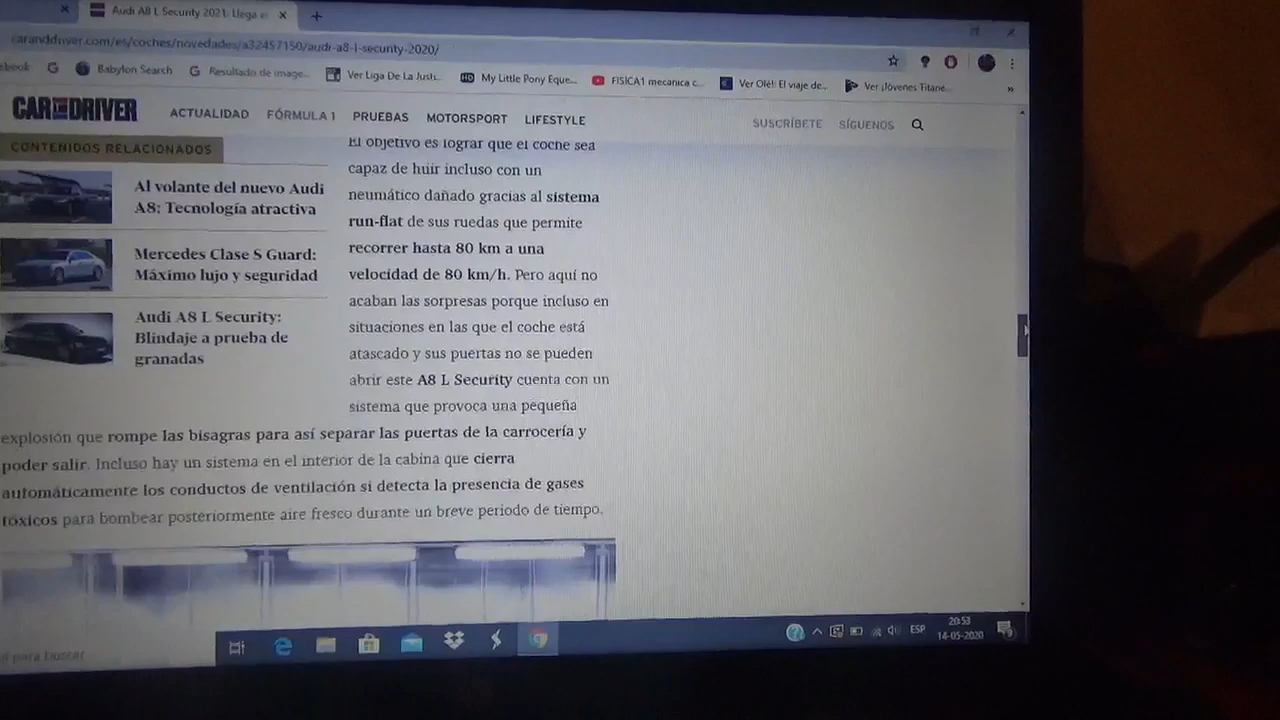 Audi A8 L Security 2021: Llega e
caranddriver.com/es/coches/novedades/a32457150/audi-a8-l-security-2020/
ebook
Babylon Search
Resultado de image...
Ver Liga De La Justi...
My Little Pony Eque...
FISICA1 mecanica c...
Ver Olé!: El viaje de...
Ver ¡Jóvenes Titane...
»
CAR AND DRIVER
ACTUALIDAD FÓRMULA 1 PRUEBAS MOTORSPORT LIFESTYLE
SUSCRÍBETE SÍGUENOS
CONTENIDOS RELACIONADOS
Al volante del nuevo Audi
A8: Tecnología atractiva
Mercedes Clase S Guard:
Máximo lujo y seguridad
Audi A8 L Security:
Blindaje a prueba de
granadas
El objetivo es lograr que el coche sea
capaz de huir incluso con un
neumático dañado gracias al sistema
run-flat de sus ruedas que permite
recorrer hasta 80 km a una
velocidad de 80 km/h. Pero aquí no
acaban las sorpresas porque incluso en
situaciones en las que el coche está
atascado y sus puertas no se pueden
abrir este A8 L Security cuenta con un
sistema que provoca una pequeña
explosión que rompe las bisagras para así separar las puertas de la carrocería y
poder salir. Incluso hay un sistema en el interior de la cabina que cierra
automáticamente los conductos de ventilación si detecta la presencia de gases
tóxicos para bombear posteriormente aire fresco durante un breve periodo de tiempo.
para buscar
ESP
20:53
14-05-2020